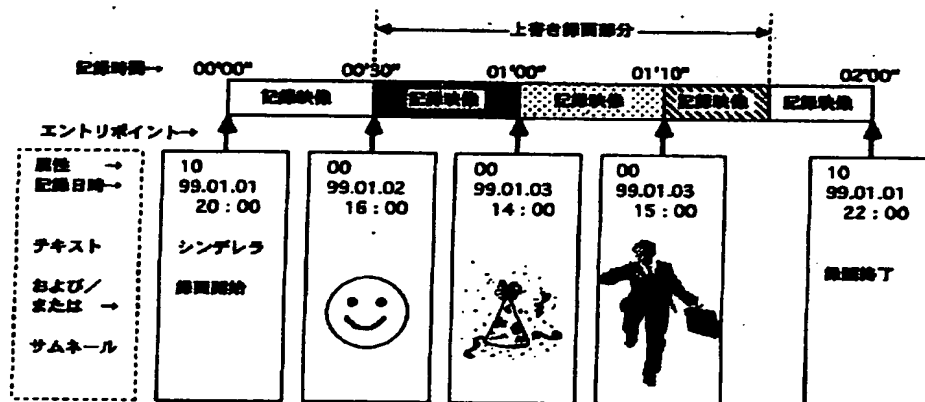 上書き録画部分
記録時間→ 00'00" 00'30" 01'00" 01'10" 02'00"
記録映像 記録映像 記録映像 記録映像 記録映像
エントリポイント→
属性 → 10 00 00 00 10
記録日時→ 99.01.01 99.01.02 99.01.03 99.01.03 99.01.01
20：00 16：00 14：00 15：00 22：00
テキスト シンデレラ
および／ 録画開始 録画終了
または →
サムネール